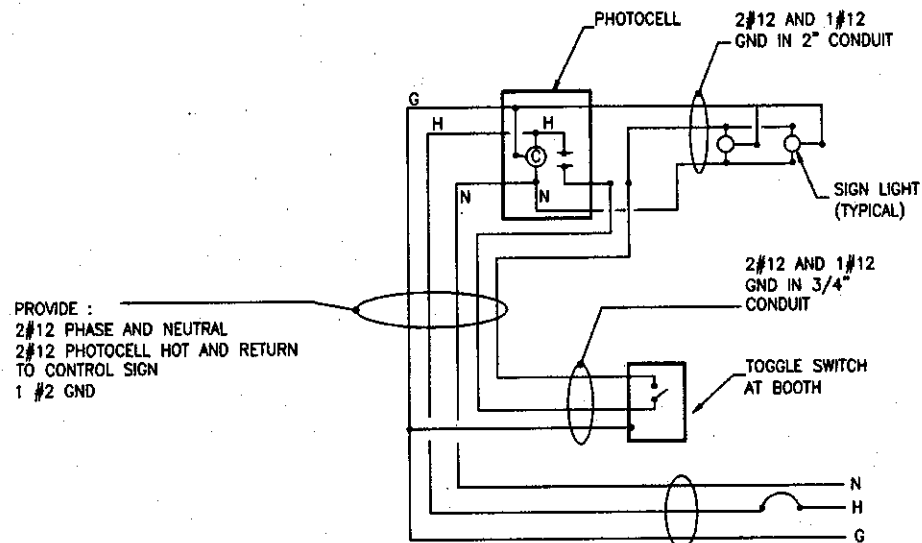 PHOTOCELL
2#12 AND 1#12
GND IN 2" CONDUIT
G
H
H
C
N
N
SIGN LIGHT
(TYPICAL)
2#12 AND 1#12
GND IN 3/4"
CONDUIT
PROVIDE :
2#12 PHASE AND NEUTRAL
2#12 PHOTOCELL HOT AND RETURN
TO CONTROL SIGN
1 #2 GND
TOGGLE SWITCH
AT BOOTH
N
H
G